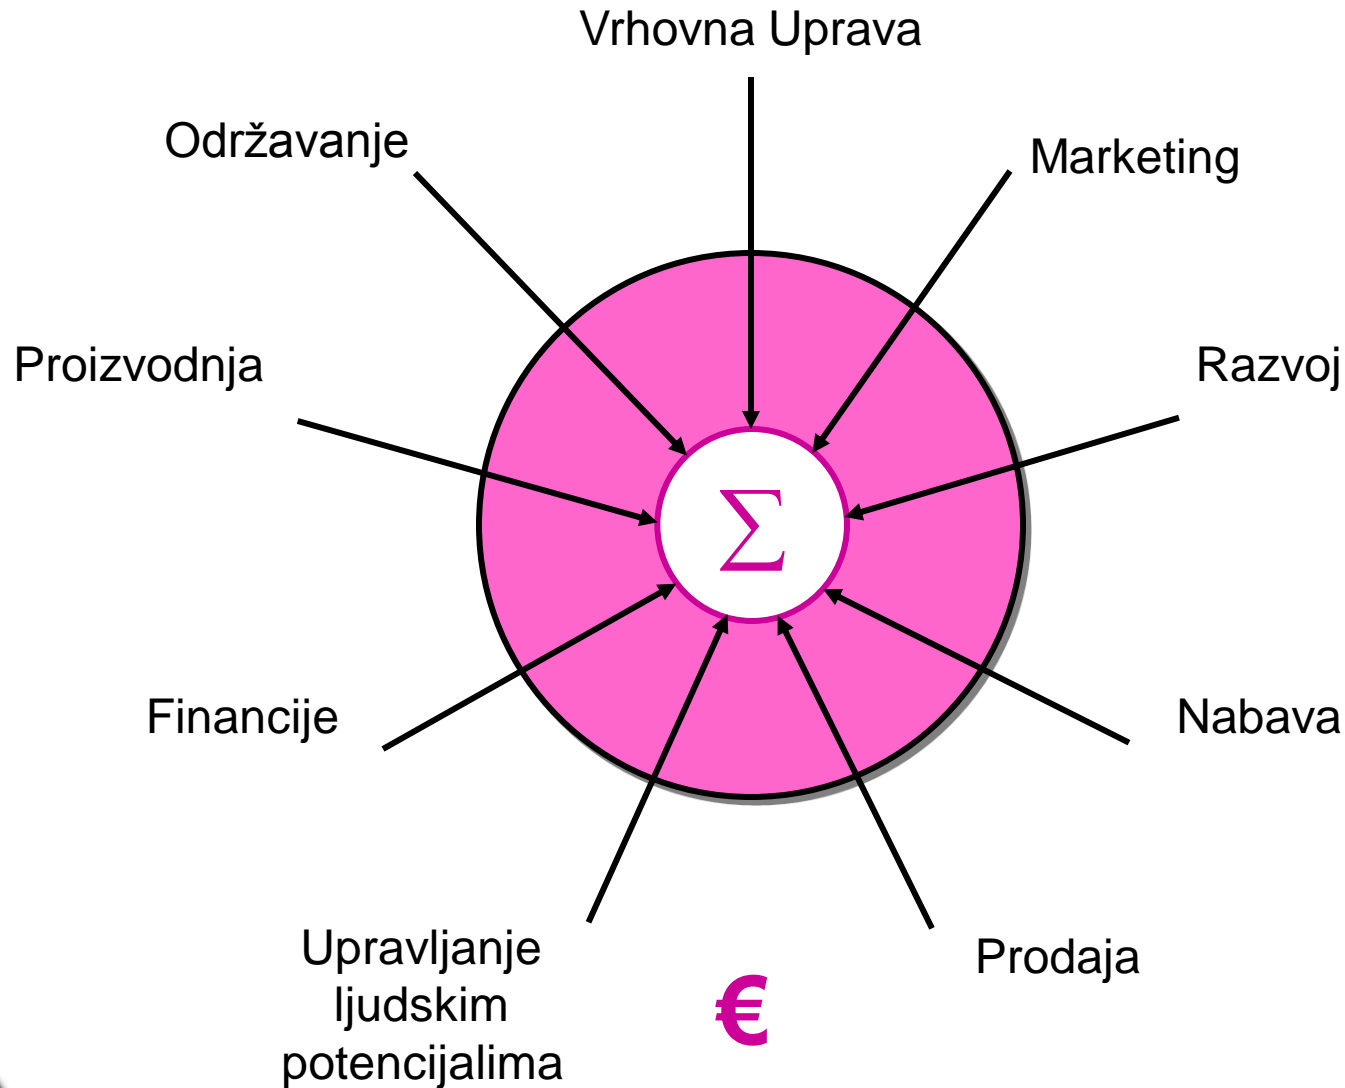 Vrhovna Uprava
Održavanje
Marketing
Proizvodnja
Razvoj
Σ
Financije
Nabava
Upravljanje
ljudskim
potencijalima
Prodaja
€